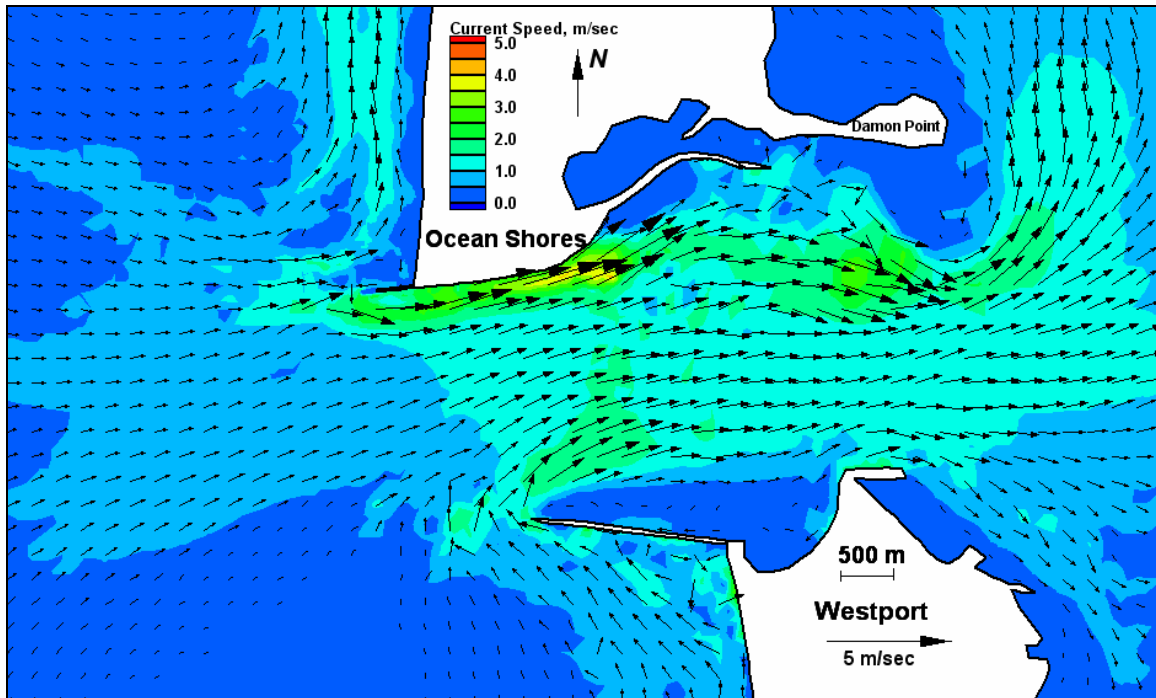 Current Speed, m/sec
5.0
4.0
3.0
2.0
1.0
0.0
N
Damon Point
Ocean Shores
500 m
Westport
5 m/sec